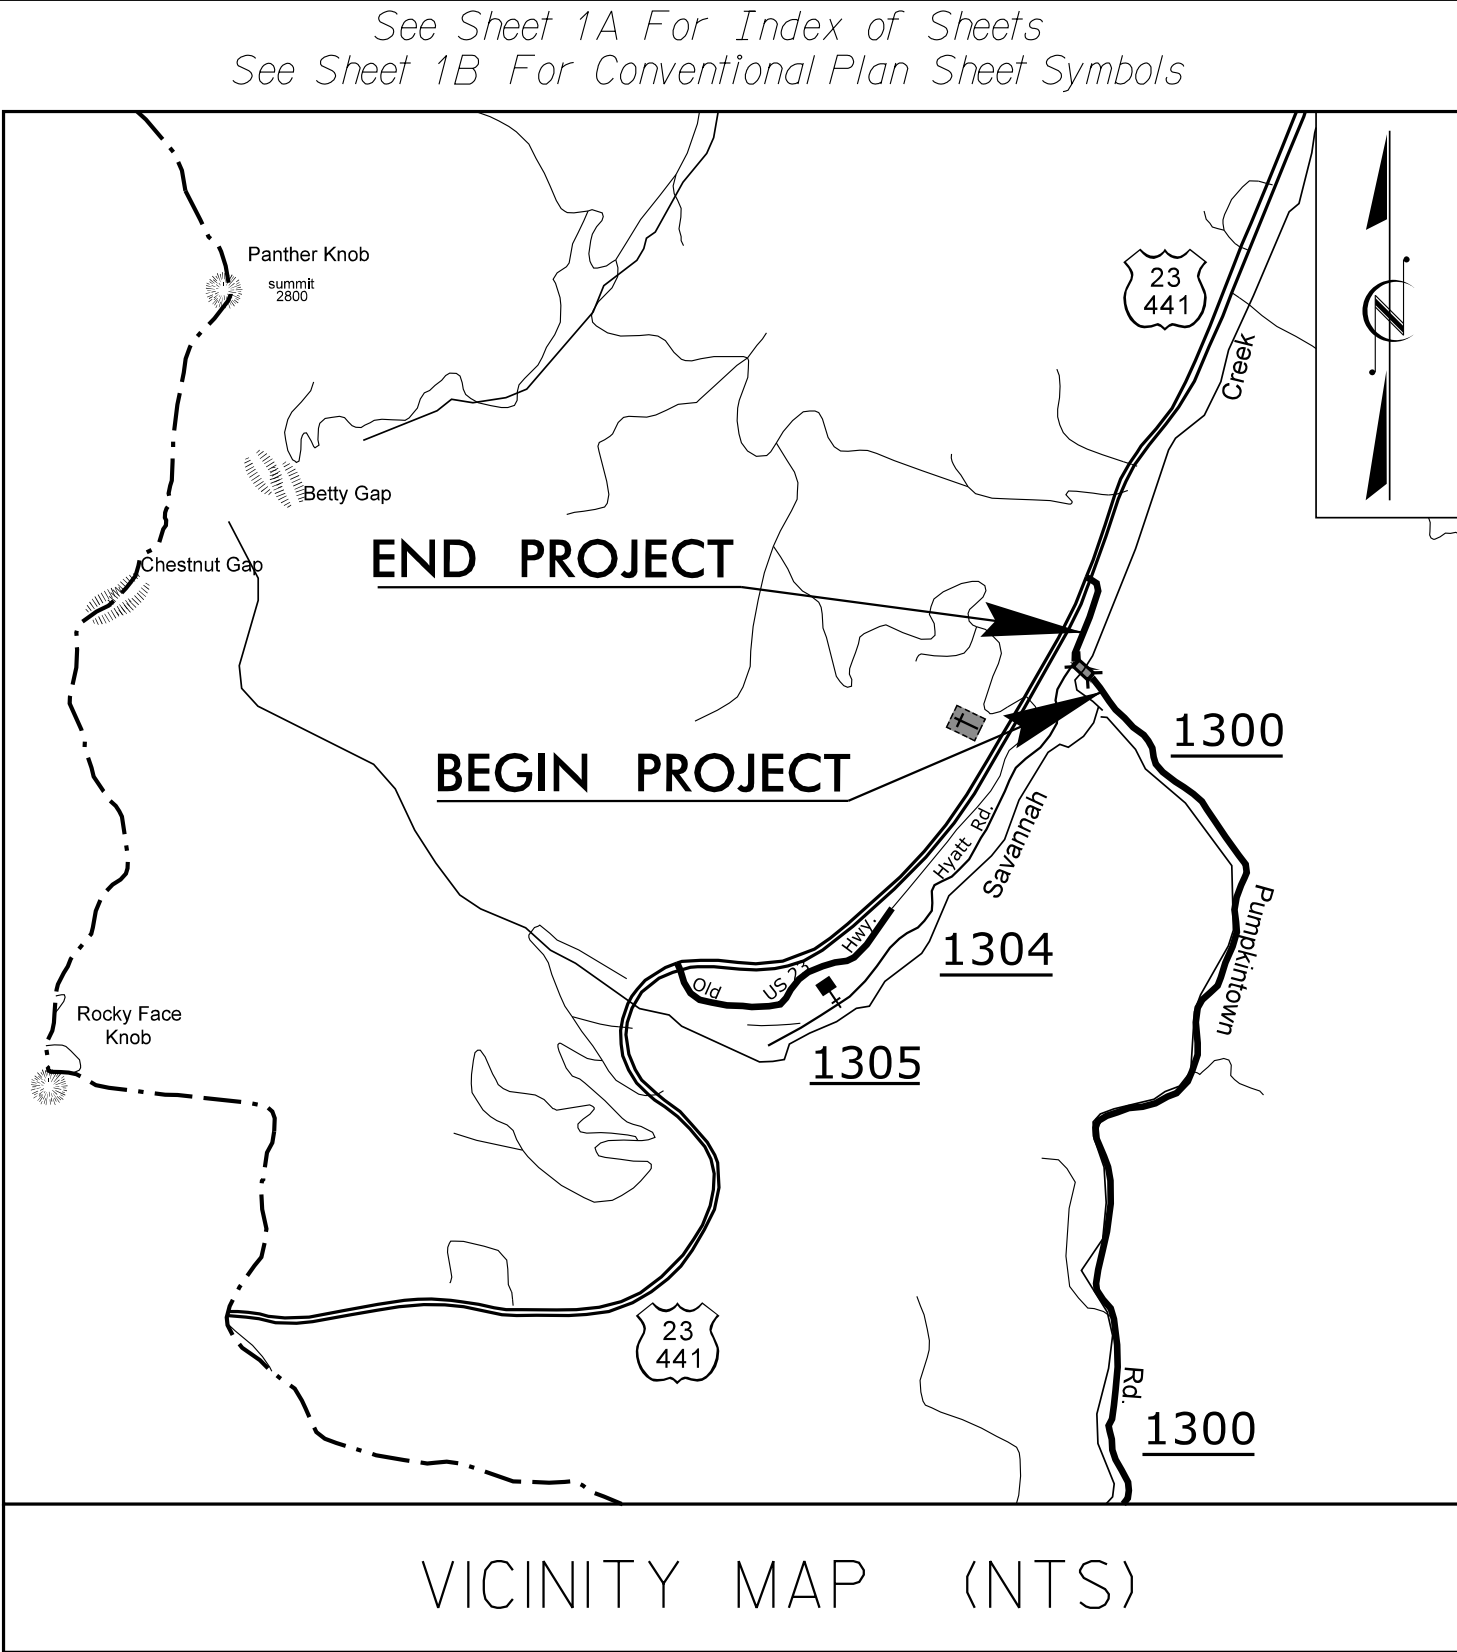 See Sheet 1A For Index of Sheets
See Sheet 1B For Conventional Plan Sheet Symbols
Panther Knob
summit
2800
23
441
Creek
Betty Gap
Chestnut Gap
END PROJECT
1300
BEGIN PROJECT
Hyatt Rd.
Savannah
Pumpkintown
Hwy.
1304
Old
US 23
Rocky Face
Knob
1305
23
441
Rd.
1300
N
VICINITY MAP (NTS)